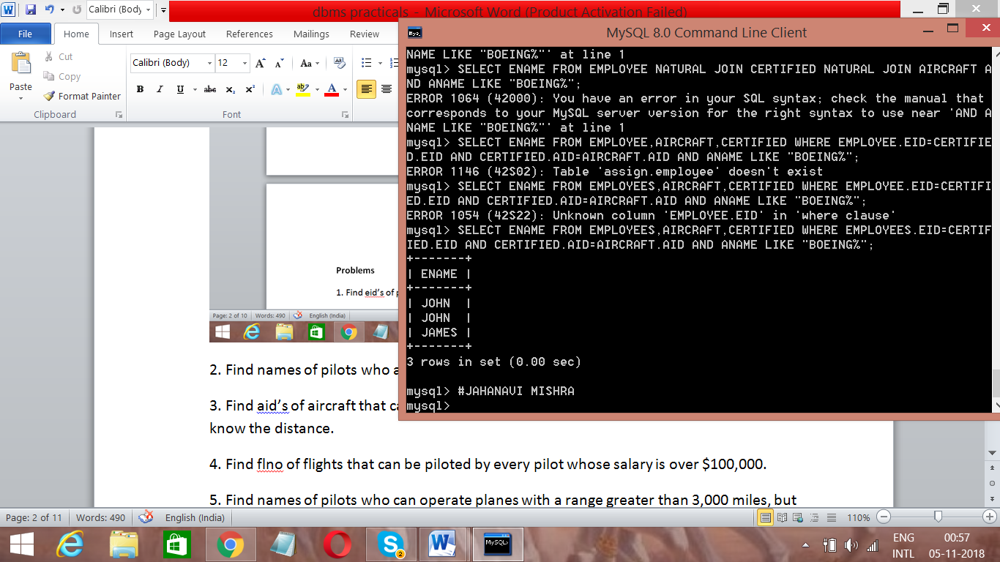 Calibri (Body
dbms practicals - Microsoft Word (Product Activation Failed)
File Home Insert Page Layout References Mailings Review
Cut
Copy
Format Painter
Paste
Calibri (Body) 12
Clipboard
Font
Problems
1. Find eid's of
Page: 2 of 10 Words: 490 English (India)
2. Find names of pilots who
3. Find aid's of aircraft that
know the distance.
4. Find flno of flights that can be piloted by every pilot whose salary is over $100,000.
5. Find names of pilots who can operate planes with a range greater than 3,000 miles, but
MySQL 8.0 Command Line Client
NAME LIKE "BOEING%"' at line 1
mysql> SELECT ENAME FROM EMPLOYEE NATURAL JOIN CERTIFIED NATURAL JOIN AIRCRAFT A
ND ANAME LIKE "BOEING%";
ERROR 1064 (42000): You have an error in your SQL syntax; check the manual that
corresponds to your MySQL server version for the right syntax to use near 'AND A
NAME LIKE "BOEING%"' at line 1
mysql> SELECT ENAME FROM EMPLOYEE,AIRCRAFT,CERTIFIED WHERE EMPLOYEE.EID=CERTIFIE
D.EID AND CERTIFIED.AID=AIRCRAFT.AID AND ANAME LIKE "BOEING%";
ERROR 1146 (42S02): Table 'assign.employee' doesn't exist
mysql> SELECT ENAME FROM EMPLOYEES,AIRCRAFT,CERTIFIED WHERE EMPLOYEE.EID=CERTIFI
ED.EID AND CERTIFIED.AID=AIRCRAFT.AID AND ANAME LIKE "BOEING%";
ERROR 1054 (42S22): Unknown column 'EMPLOYEE.EID' in 'where clause'
mysql> SELECT ENAME FROM EMPLOYEES,AIRCRAFT,CERTIFIED WHERE EMPLOYEES.EID=CERTIF
IED.EID AND CERTIFIED.AID=AIRCRAFT.AID AND ANAME LIKE "BOEING%";
+-------+
| ENAME |
+-------+
| JOHN  |
| JOHN  |
| JAMES |
+-------+
3 rows in set (0.00 sec)
mysql> #JAHANAVI MISHRA
mysql>
Page: 2 of 11 Words: 490 English (India) 110%
ENG 00:57
INTL 05-11-2018